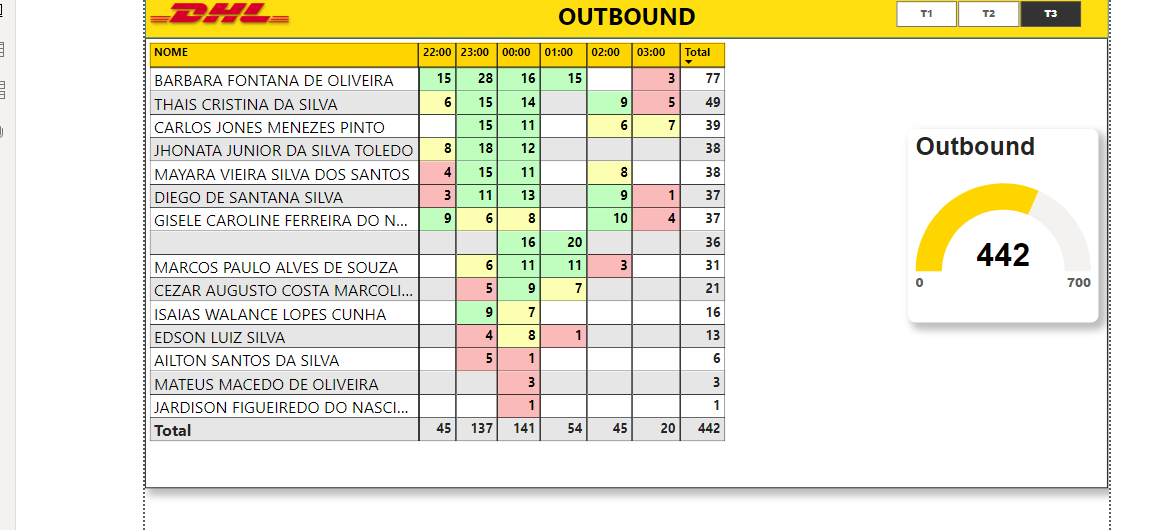 DHL OUTBOUND T1 T2 T3
NOME 22:00 23:00 00:00 01:00 02:00 03:00 Total
BARBARA FONTANA DE OLIVEIRA 15 28 16 15 3 77
THAIS CRISTINA DA SILVA 6 15 14 9 5 49
CARLOS JONES MENEZES PINTO 15 11 6 7 39
JHONATA JUNIOR DA SILVA TOLEDO 8 18 12 38
MAYARA VIEIRA SILVA DOS SANTOS 4 15 11 8 38
DIEGO DE SANTANA SILVA 3 11 13 9 1 37
GISELE CAROLINE FERREIRA DO N... 9 6 8 10 4 37
16 20 36
MARCOS PAULO ALVES DE SOUZA 6 11 11 3 31
CEZAR AUGUSTO COSTA MARCOLI... 5 9 7 21
ISAIAS WALANCE LOPES CUNHA 9 7 16
EDSON LUIZ SILVA 4 8 1 13
AILTON SANTOS DA SILVA 5 1 6
MATEUS MACEDO DE OLIVEIRA 3 3
JARDISON FIGUEIREDO DO NASCI... 1 1
Total 45 137 141 54 45 20 442
Outbound
442
0 700